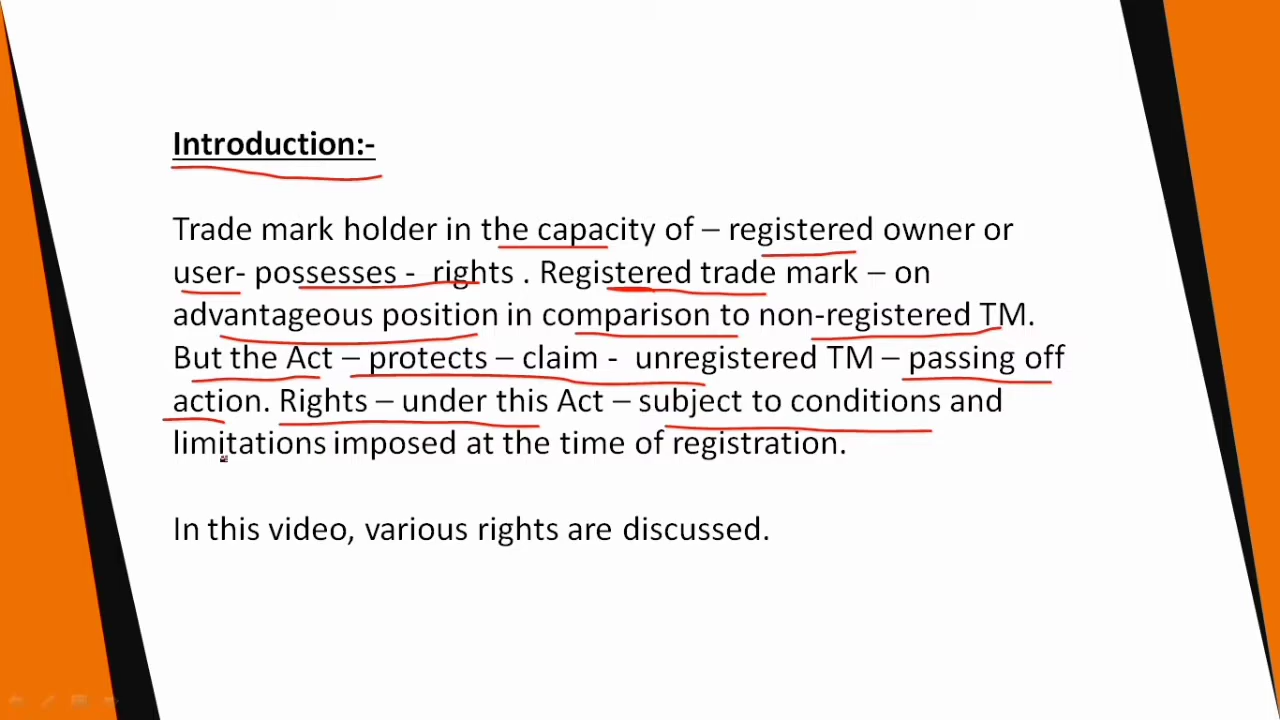 Introduction:-
Trade mark holder in the capacity of – registered owner or
user- possesses -  rights . Registered trade mark – on
advantageous position in comparison to non-registered TM.
But the Act – protects – claim -  unregistered TM – passing off
action. Rights – under this Act – subject to conditions and
limitations imposed at the time of registration.
In this video, various rights are discussed.